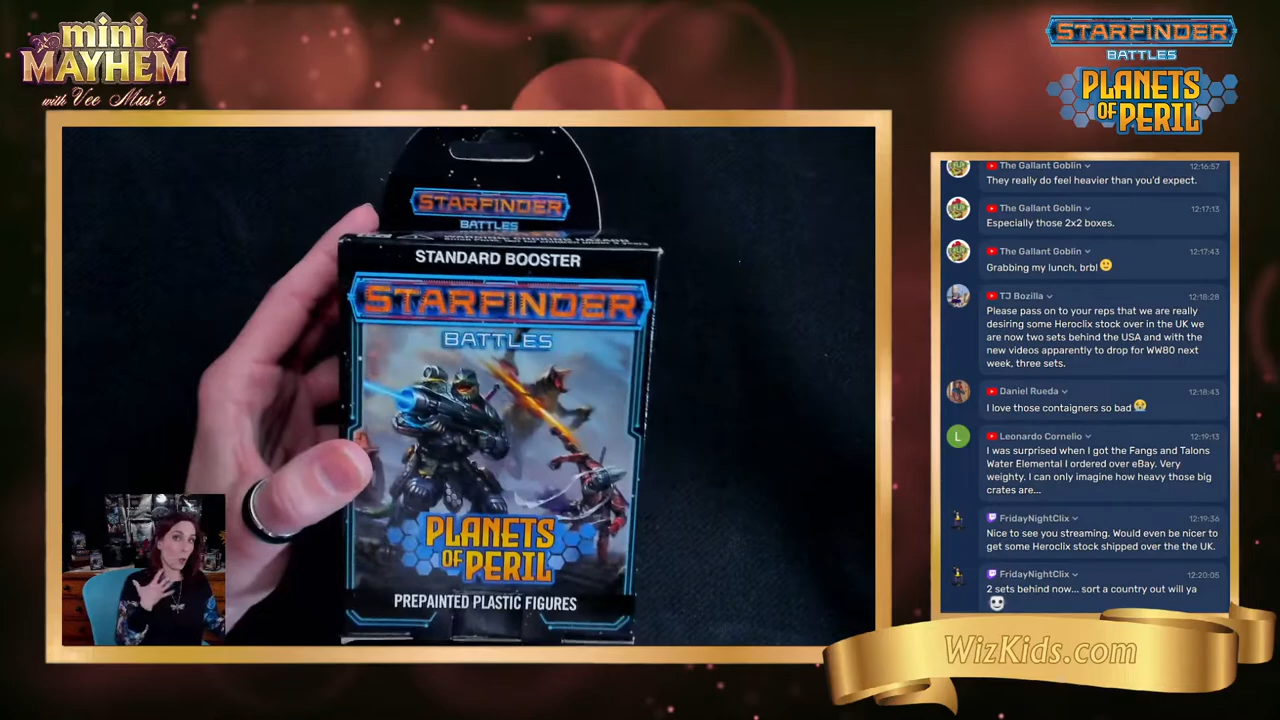 mini
MAYHEM
with Vee Mus'e
STARFINDER
BATTLES
PLANETS
OF PERIL
STARFINDER
BATTLES
WARNING: CHOKING HAZARD
STANDARD BOOSTER
STARFINDER
BATTLES
PLANETS
OF PERIL
PREPAINTED PLASTIC FIGURES
The Gallant Goblin 12:16:57
They really do feel heavier than you'd expect.
The Gallant Goblin 12:17:13
Especially those 2x2 boxes.
The Gallant Goblin 12:17:43
Grabbing my lunch, brb! 🙂
TJ Bozilla 12:18:28
Please pass on to your reps that we are really
desiring some Heroclix stock over in the UK we
are now two sets behind the USA and with the
new videos apparently to drop for WW80 next
week, three sets.
Daniel Rueda 12:18:43
I love those contaigners so bad 😭
L Leonardo Cornelio 12:19:13
I was surprised when I got the Fangs and Talons
Water Elemental I ordered over eBay. Very
weighty. I can only imagine how heavy those big
crates are...
FridayNightClix 12:19:36
Nice to see you streaming. Would even be nicer to
get some Heroclix stock shipped over the the UK.
FridayNightClix 12:20:05
2 sets behind now... sort a country out will ya
WizKids.com